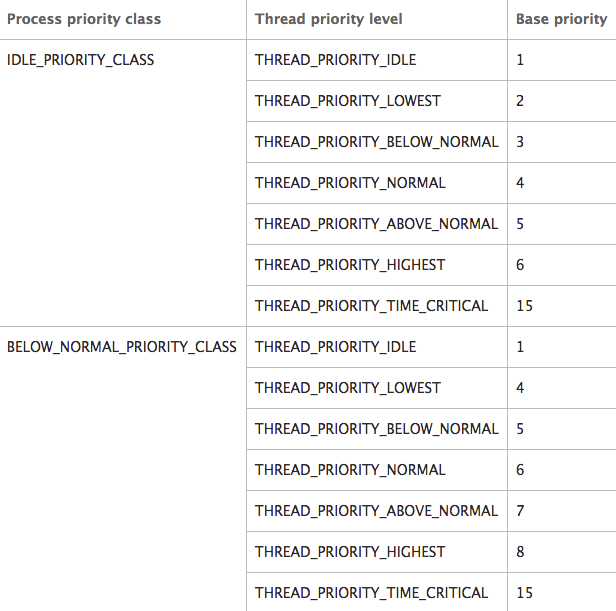 Process priority class Thread priority level Base priority
IDLE_PRIORITY_CLASS THREAD_PRIORITY_IDLE 1
THREAD_PRIORITY_LOWEST 2
THREAD_PRIORITY_BELOW_NORMAL 3
THREAD_PRIORITY_NORMAL 4
THREAD_PRIORITY_ABOVE_NORMAL 5
THREAD_PRIORITY_HIGHEST 6
THREAD_PRIORITY_TIME_CRITICAL 15
BELOW_NORMAL_PRIORITY_CLASS THREAD_PRIORITY_IDLE 1
THREAD_PRIORITY_LOWEST 4
THREAD_PRIORITY_BELOW_NORMAL 5
THREAD_PRIORITY_NORMAL 6
THREAD_PRIORITY_ABOVE_NORMAL 7
THREAD_PRIORITY_HIGHEST 8
THREAD_PRIORITY_TIME_CRITICAL 15